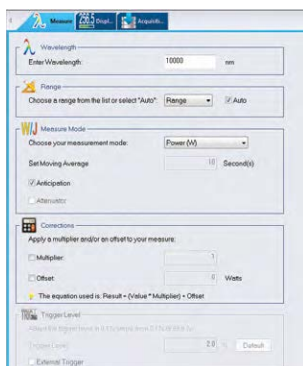 λ Measure 256.5 Displ... Acquisiti...
λ Wavelength
Enter Wavelength: 10000 nm
Range
Choose a range from the list or select "Auto": Range Auto
W/J Measure Mode
Choose your measurement mode: Power (W)
Set Moving Average 10 Second(s)
Anticipation
Attenuator
Corrections
Apply a multiplier and/or an offset to your measure:
Multiplier: 1
Offset: 0 Watts
The equation used is: Result = (Value * Multiplier) + Offset
Trigger Level
Trigger Level: 2.0 % Default
External Trigger